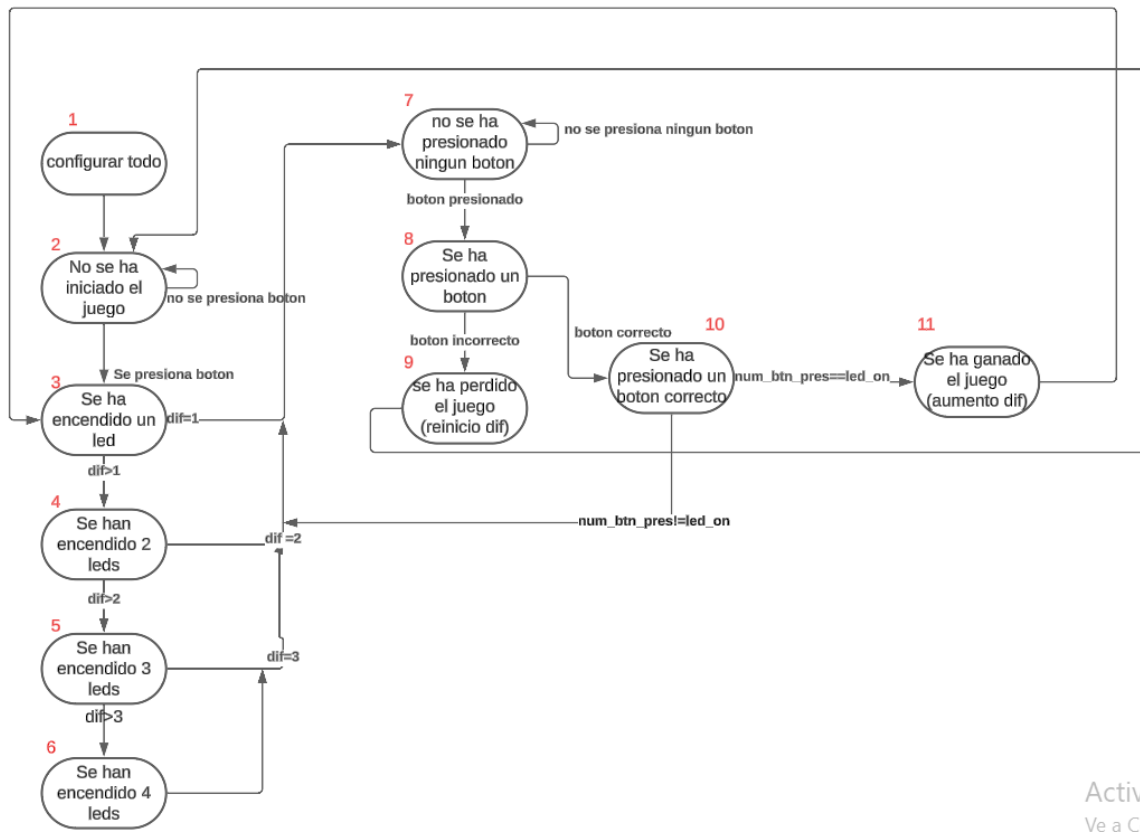 1
configurar todo
2
No se ha
iniciado el
juego
no se presiona boton
Se presiona boton
3
Se ha
encendido un
led
dif=1
dif>1
4
Se han
encendido 2
leds
dif =2
dif>2
5
Se han
encendido 3
leds
dif=3
dif>3
6
Se han
encendido 4
leds
7
no se ha
presionado
ningun boton
no se presiona ningun boton
boton presionado
8
Se ha
presionado un
boton
boton incorrecto
boton correcto
9
se ha perdido
el juego
(reinicio dif)
10
Se ha
presionado un
boton correcto
num_btn_pres==led_on
num_btn_pres!=led_on
11
Se ha ganado
el juego
(aumento dif)
Activ
Ve a C